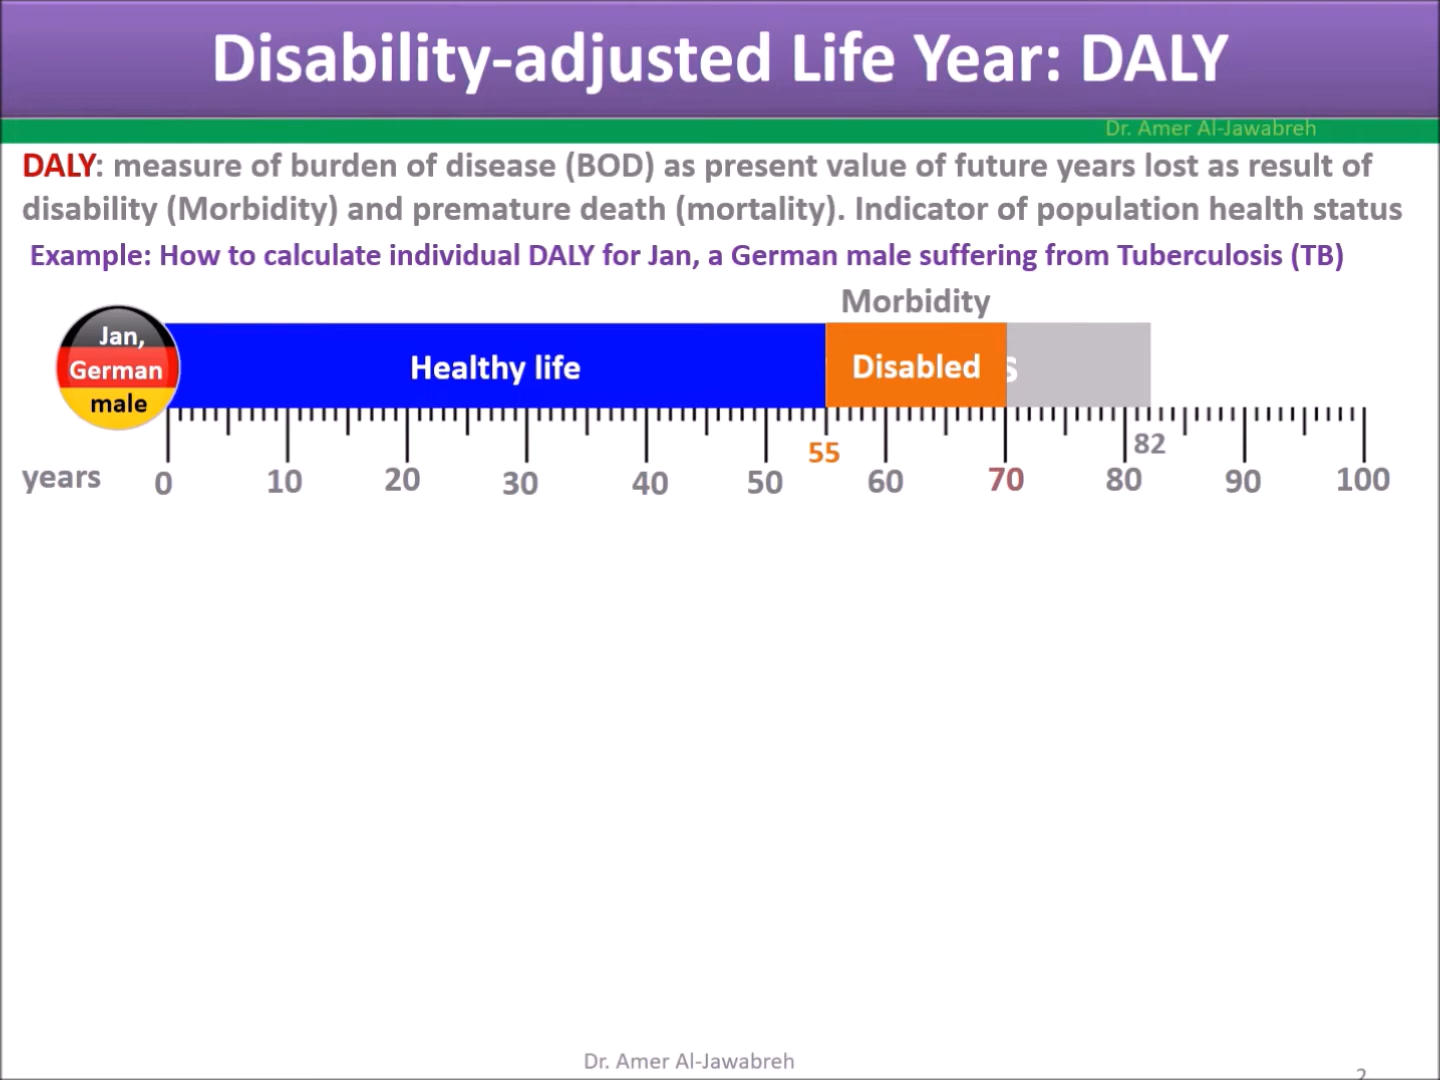 Disability-adjusted Life Year: DALY
Dr. Amer Al-Jawabreh
DALY: measure of burden of disease (BOD) as present value of future years lost as result of
disability (Morbidity) and premature death (mortality). Indicator of population health status
Example: How to calculate individual DALY for Jan, a German male suffering from Tuberculosis (TB)
Morbidity
Jan,
German
male
Healthy life
Disabled
s
55
82
years 0 10 20 30 40 50 60 70 80 90 100
Dr. Amer Al-Jawabreh
2